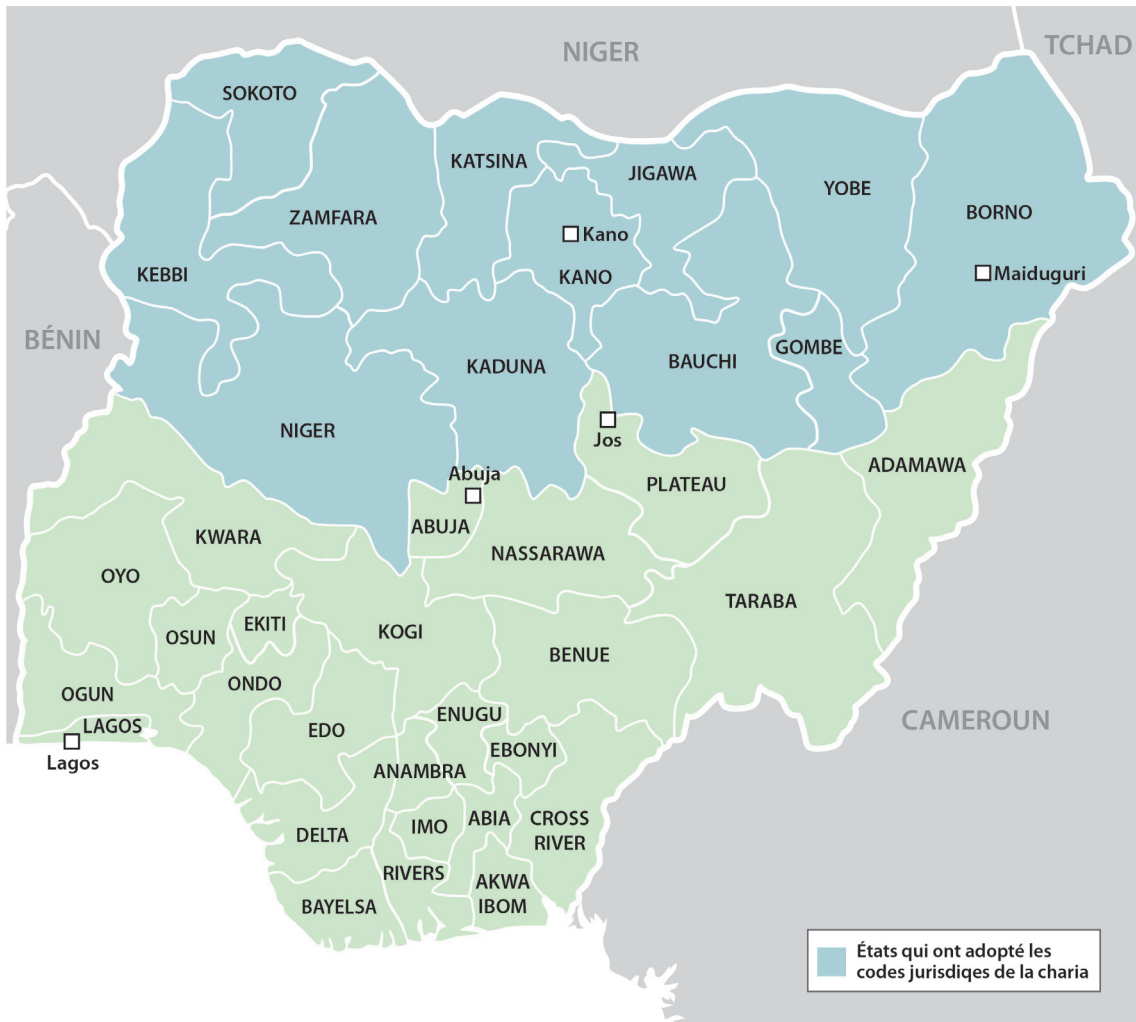 NIGER
TCHAD
SOKOTO
KATSINA
JIGAWA
YOBE
ZAMFARA
BORNO
Kano
KEBBI
KANO
Maiduguri
BÉNIN
KADUNA
BAUCHI
GOMBE
NIGER
Jos
ADAMAWA
Abuja
PLATEAU
ABUJA
KWARA
NASSARAWA
OYO
TARABA
EKITI
OSUN
KOGI
BENUE
ONDO
OGUN
ENUGU
CAMEROUN
LAGOS
EDO
EBONYI
Lagos
ANAMBRA
ABIA
CROSS
RIVER
IMO
DELTA
RIVERS
AKWA
IBOM
BAYELSA
États qui ont adopté les
codes jurisdiqes de la charia